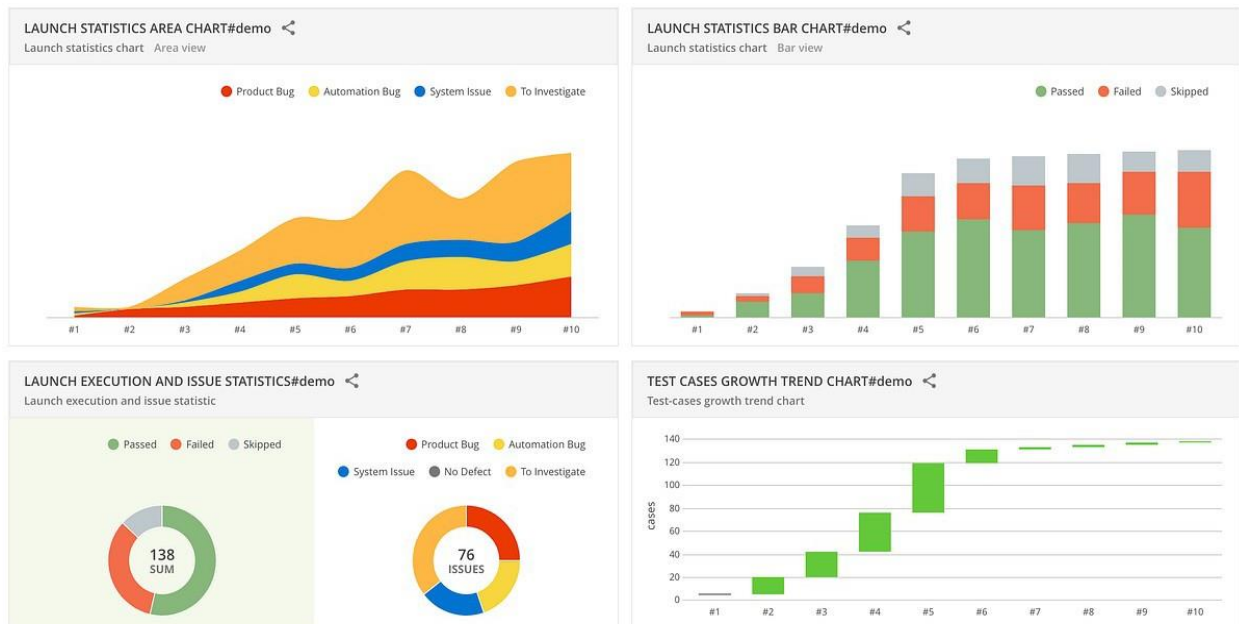 LAUNCH STATISTICS AREA CHART#demo
Launch statistics chart Area view
Product Bug Automation Bug System Issue To Investigate
#1 #2 #3 #4 #5 #6 #7 #8 #9 #10
LAUNCH STATISTICS BAR CHART#demo
Launch statistics chart Bar view
Passed Failed Skipped
#1 #2 #3 #4 #5 #6 #7 #8 #9 #10
LAUNCH EXECUTION AND ISSUE STATISTICS#demo
Launch execution and issue statistic
Passed Failed Skipped
138
SUM
Product Bug Automation Bug
System Issue No Defect To Investigate
76
ISSUES
TEST CASES GROWTH TREND CHART#demo
Test-cases growth trend chart
cases
140
120
100
80
60
40
20
0
#1 #2 #3 #4 #5 #6 #7 #8 #9 #10